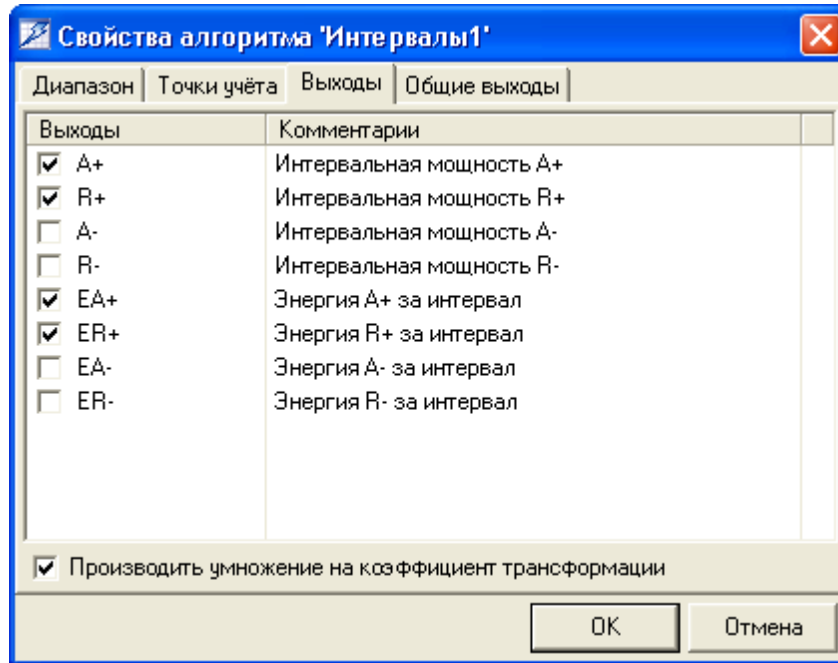 Свойства алгоритма 'Интервалы1'
Диапазон Точки учёта Выходы Общие выходы
Выходы Комментарии
A+ Интервальная мощность A+
R+ Интервальная мощность R+
A- Интервальная мощность A-
R- Интервальная мощность R-
EA+ Энергия A+ за интервал
ER+ Энергия R+ за интервал
EA- Энергия A- за интервал
ER- Энергия R- за интервал
Производить умножение на коэффициент трансформации
OK Отмена